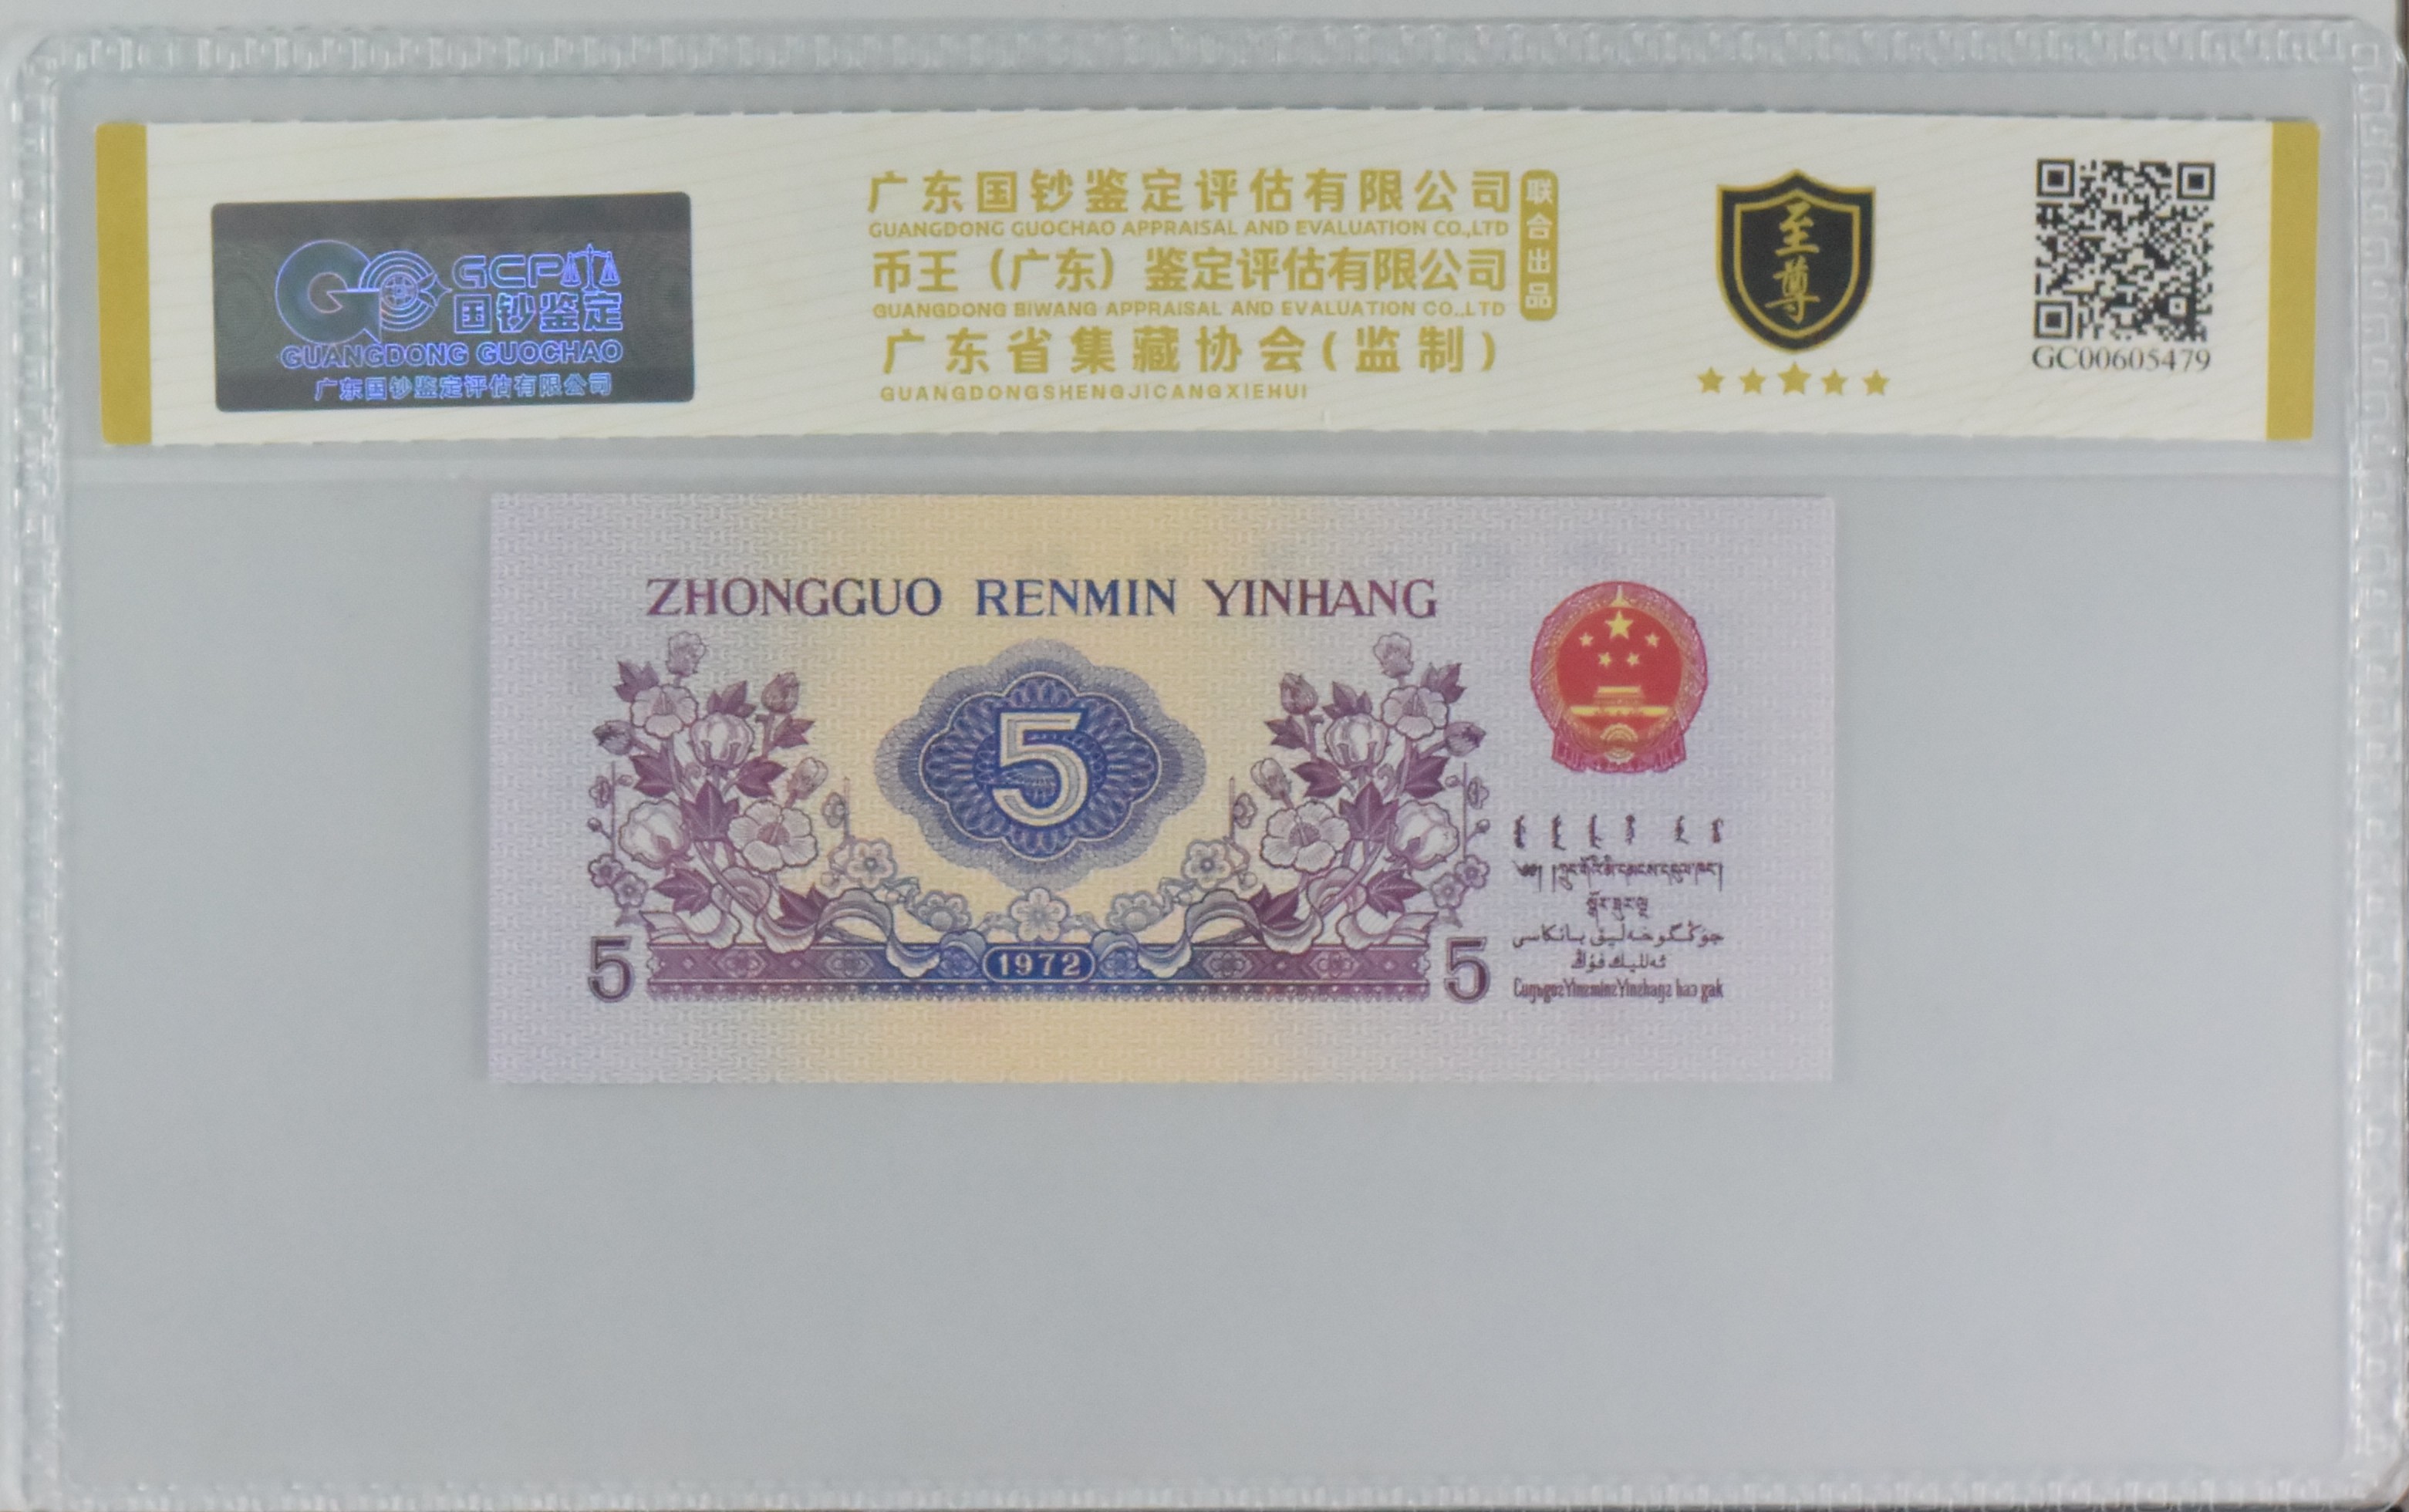 GCP
国钞鉴定
GUANGDONG GUOCHAO
广东国钞鉴定评估有限公司
广东国钞鉴定评估有限公司
GUANGDONG GUOCHAO APPRAISAL AND EVALUATION CO.,LTD
币王（广东）鉴定评估有限公司
GUANGDONG BIWANG APPRAISAL AND EVALUATION CO.,LTD
联合出品
广东省集藏协会(监制)
GUANGDONGSHENGJICANGXIEHUI
至尊
GC00605479
ZHONGGUO RENMIN YINHANG
5
5
1972
5
جۇڭگو خەلىق بانكاسى